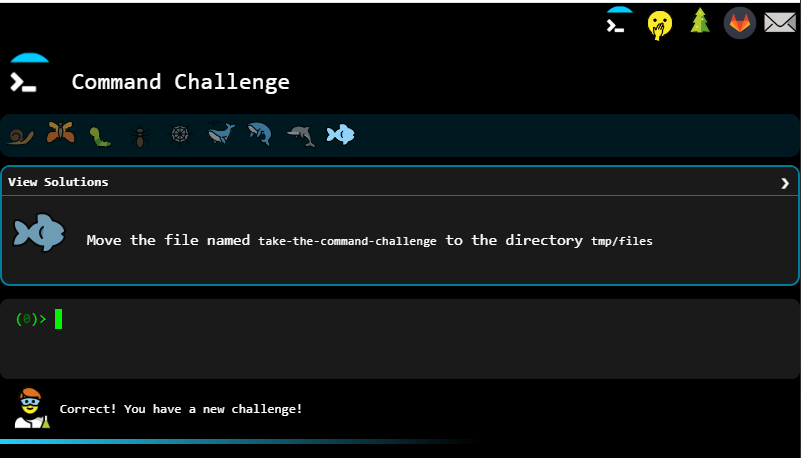 Command Challenge
View Solutions
Move the file named take-the-command-challenge to the directory tmp/files
(0)>
Correct! You have a new challenge!